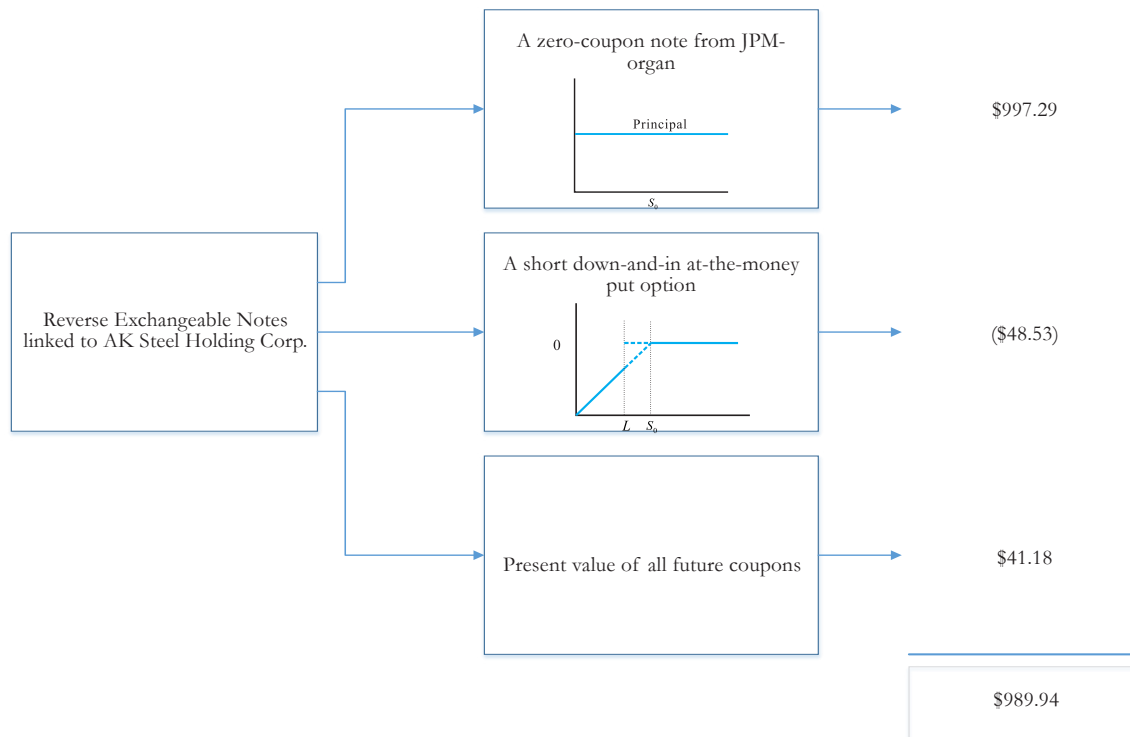 A zero-coupon note from JPM-
organ
Principal
S₀
$997.29
Reverse Exchangeable Notes
linked to AK Steel Holding Corp.
A short down-and-in at-the-money
put option
0
L S₀
($48.53)
Present value of all future coupons
$41.18
$989.94